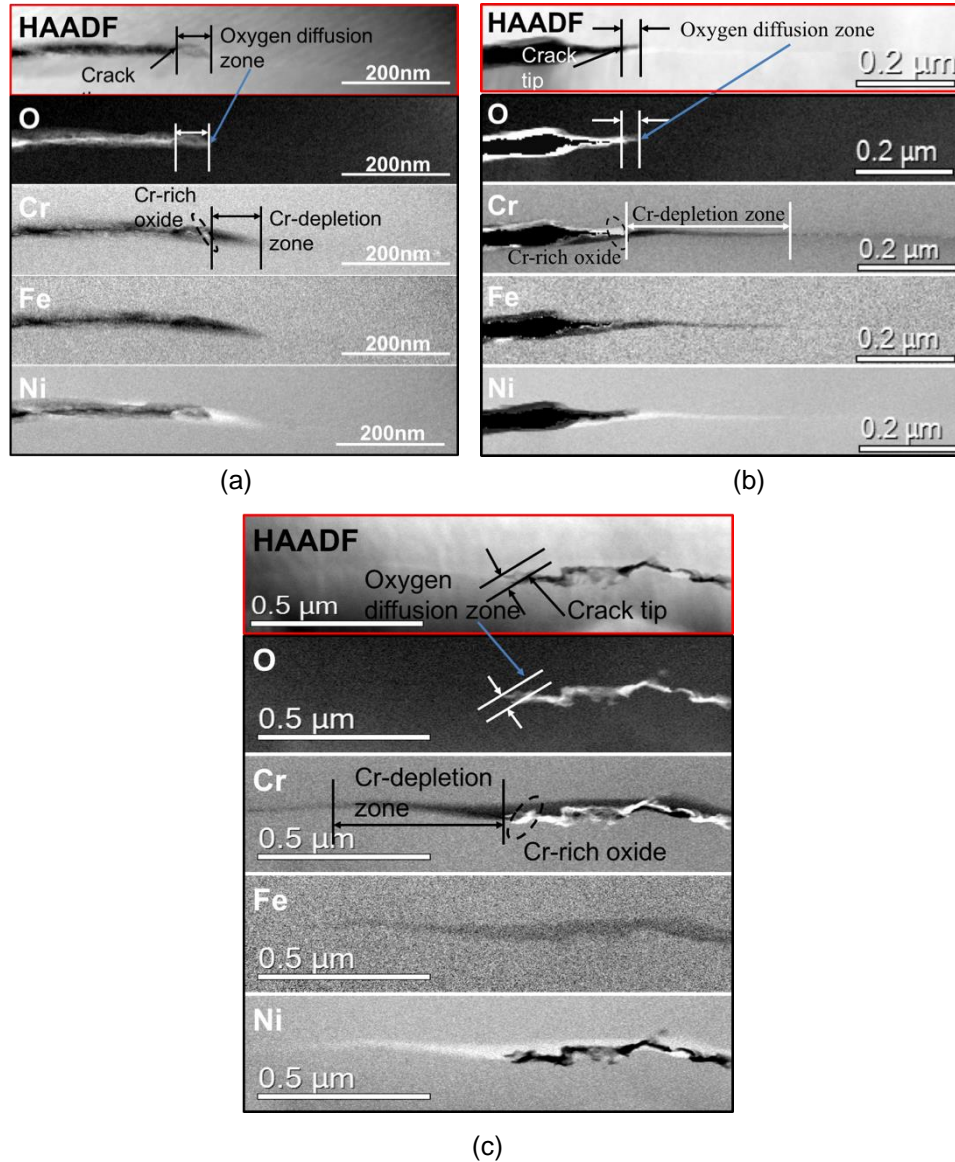 HAADF
Oxygen diffusion
zone
Crack
200nm
O
200nm
Cr-rich
oxide
Cr
Cr-depletion
zone
200nm
Fe
200nm
Ni
200nm
(a)
HAADF
Oxygen diffusion zone
Crack
tip
0.2 µm
O
0.2 µm
Cr
Cr-depletion zone
Cr-rich oxide
0.2 µm
Fe
0.2 µm
Ni
0.2 µm
(b)
HAADF
Oxygen
diffusion zone
Crack tip
0.5 µm
O
0.5 µm
Cr
Cr-depletion
zone
Cr-rich oxide
0.5 µm
Fe
0.5 µm
Ni
0.5 µm
(c)